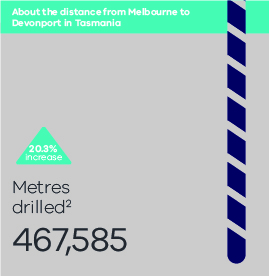 About the distance from Melbourne to
Devonport in Tasmania
20.3%
increase
Metres
drilled²
467,585